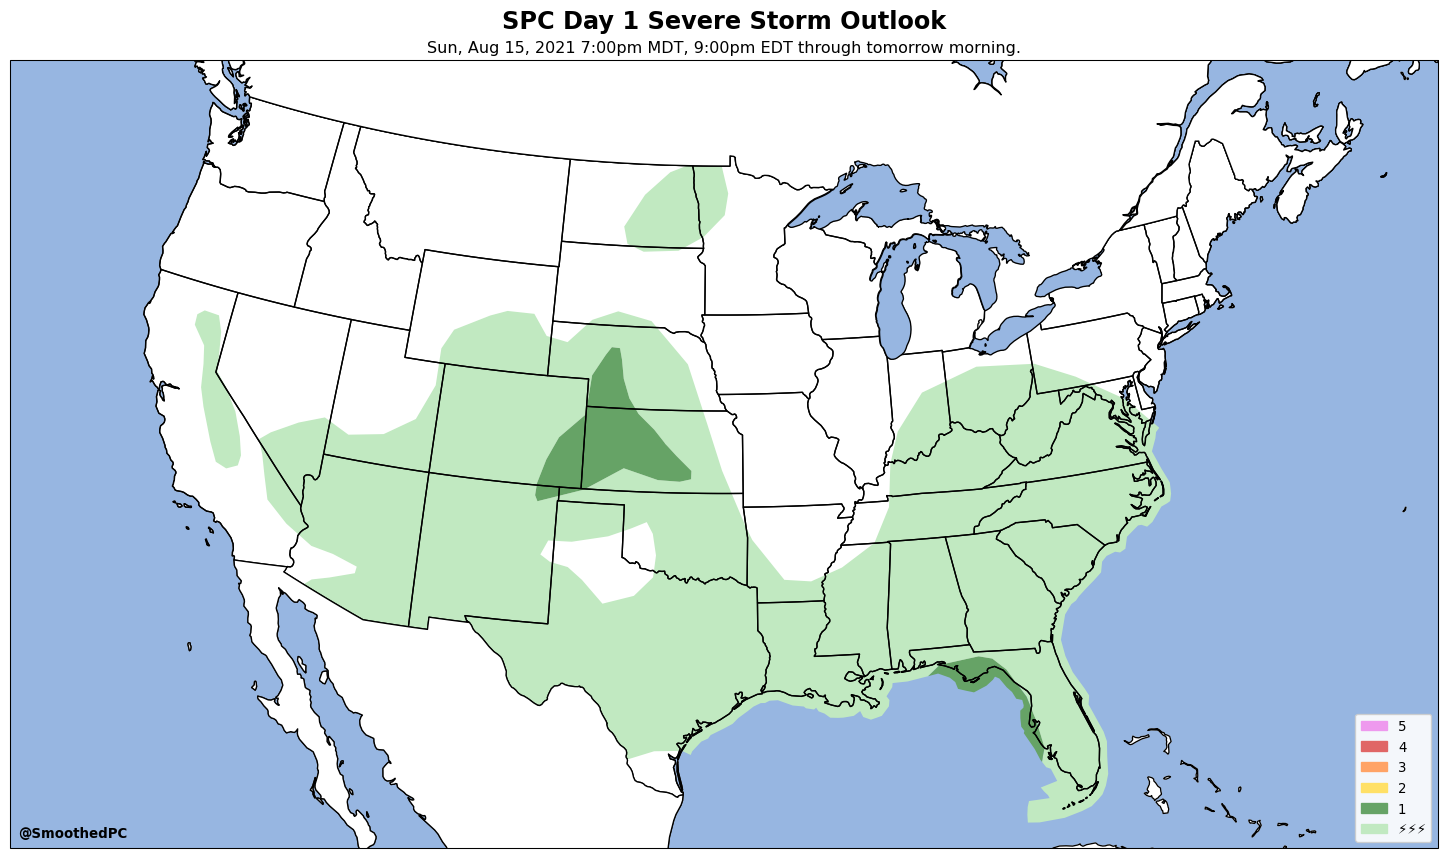 SPC Day 1 Severe Storm Outlook
Sun, Aug 15, 2021 7:00pm MDT, 9:00pm EDT through tomorrow morning.
5
4
3
2
1
⚡⚡⚡
@SmoothedPC